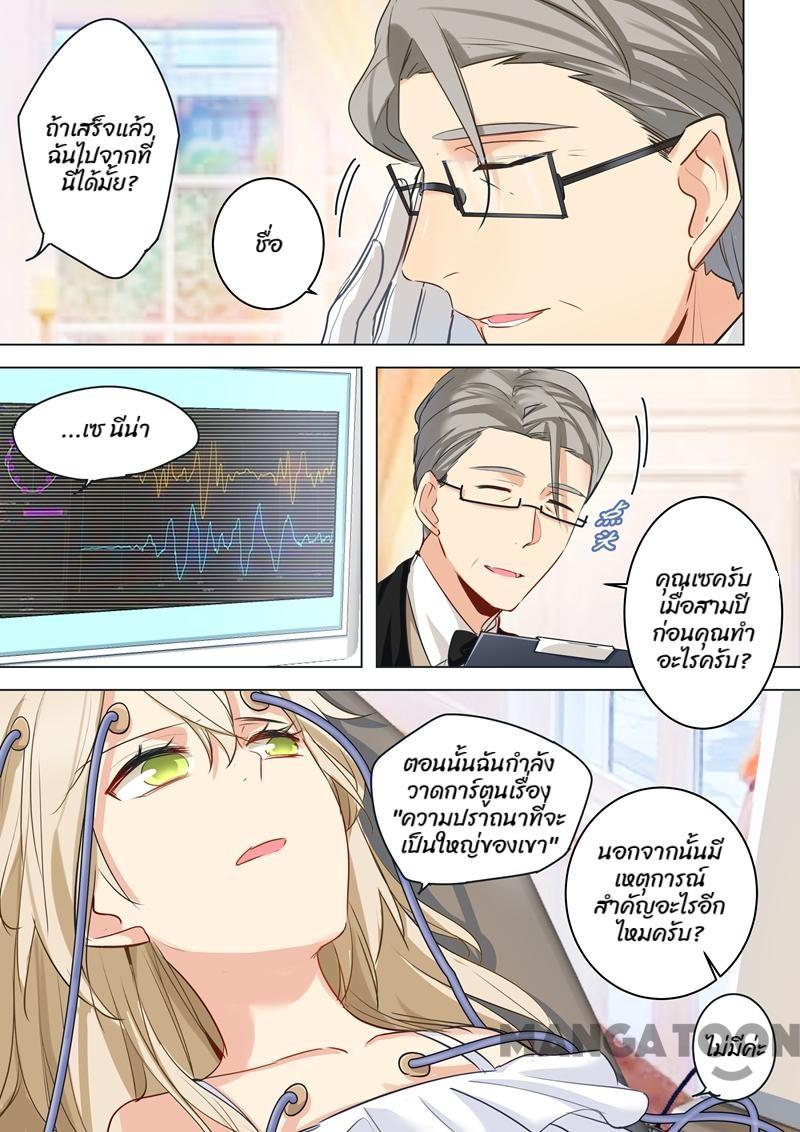 ถ้าเสร็จแล้ว
ฉันไปจากที่
นี่ได้มั้ย?
ชื่อ
...เซ นีน่า
点
头
คุณเซครับ
เมื่อสามปี
ก่อนคุณทำ
อะไรครับ?
ตอนนั้นฉันกำลัง
วาดการ์ตูนเรื่อง
"ความปราถนาที่จะ
เป็นใหญ่ของเขา"
นอกจากนั้นมี
เหตุการณ์
สำคัญอะไรอีก
ไหมครับ?
ไม่มีค่ะ
MANGATOON